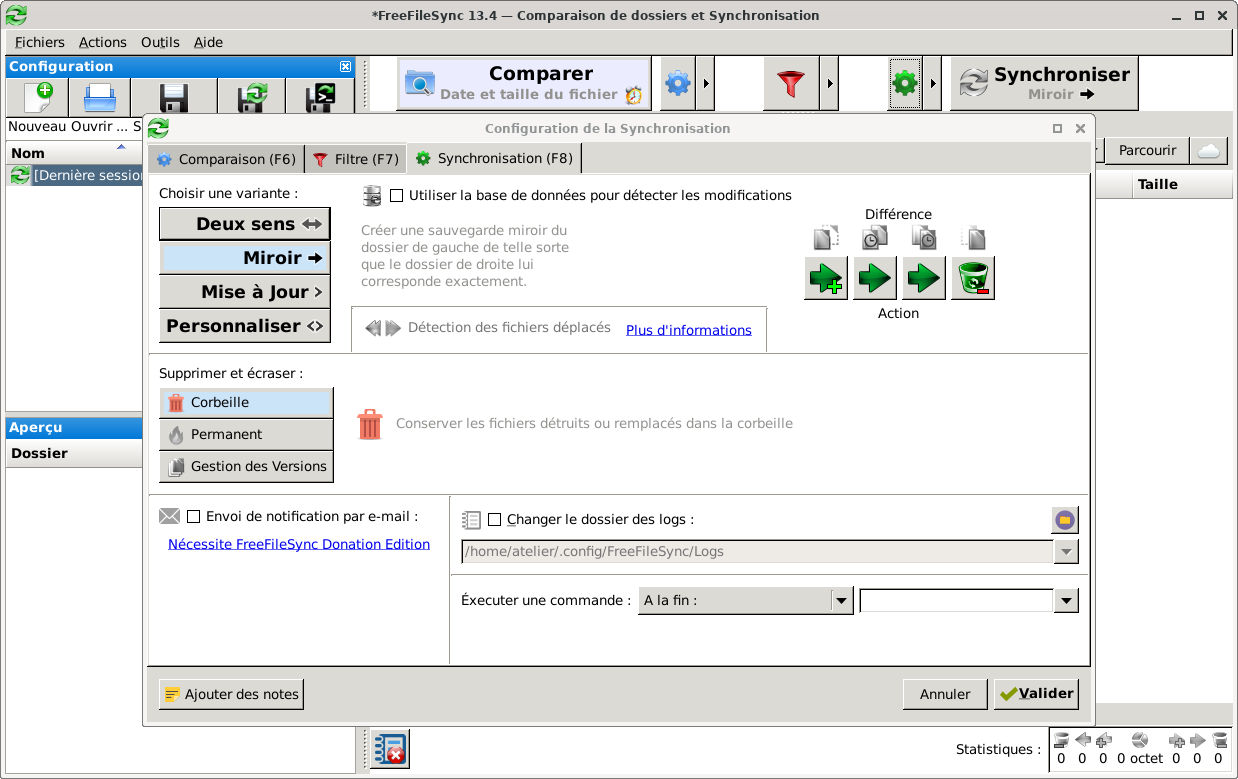 *FreeFileSync 13.4 — Comparaison de dossiers et Synchronisation
Fichiers Actions Outils Aide
Configuration
Comparer
Date et taille du fichier
Synchroniser
Miroir
Nouveau Ouvrir ... S
Nom
[Dernière session
Parcourir
Taille
Aperçu
Dossier
Configuration de la Synchronisation
Comparaison (F6) Filtre (F7) Synchronisation (F8)
Choisir une variante :
Deux sens
Miroir
Mise à Jour
Personnaliser
Utiliser la base de données pour détecter les modifications
Créer une sauvegarde miroir du
dossier de gauche de telle sorte
que le dossier de droite lui
corresponde exactement.
Détection des fichiers déplacés Plus d'informations
Différence
Action
Supprimer et écraser :
Corbeille
Permanent
Gestion des Versions
Conserver les fichiers détruits ou remplacés dans la corbeille
Envoi de notification par e-mail :
Nécessite FreeFileSync Donation Edition
Changer le dossier des logs :
/home/atelier/.config/FreeFileSync/Logs
Éxecuter une commande : A la fin :
Ajouter des notes
Annuler Valider
Statistiques :
0 0 0 0 octet 0 0 0